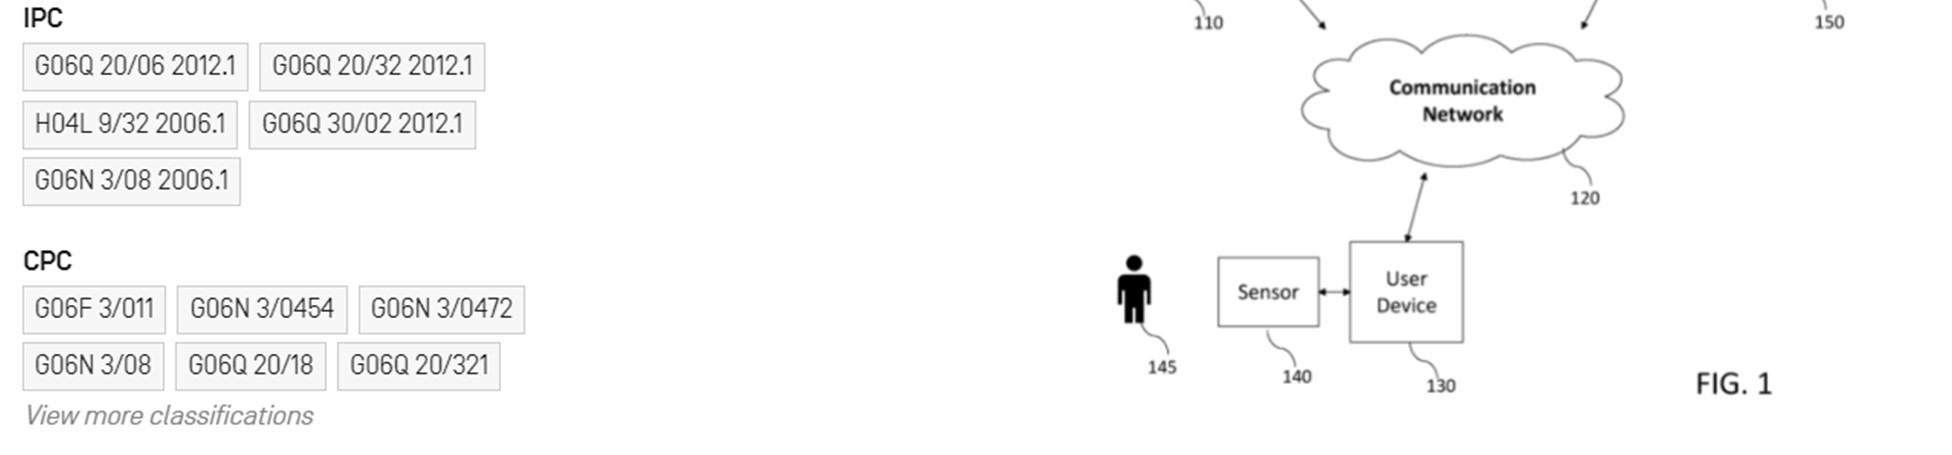 IPC
G06Q 20/06 2012.1 G06Q 20/32 2012.1
H04L 9/32 2006.1 G06Q 30/02 2012.1
G06N 3/08 2006.1
CPC
G06F 3/011 G06N 3/0454 G06N 3/0472
G06N 3/08 G06Q 20/18 G06Q 20/321
View more classifications
110
150
Communication
Network
120
Sensor
User
Device
145
140
130
FIG. 1